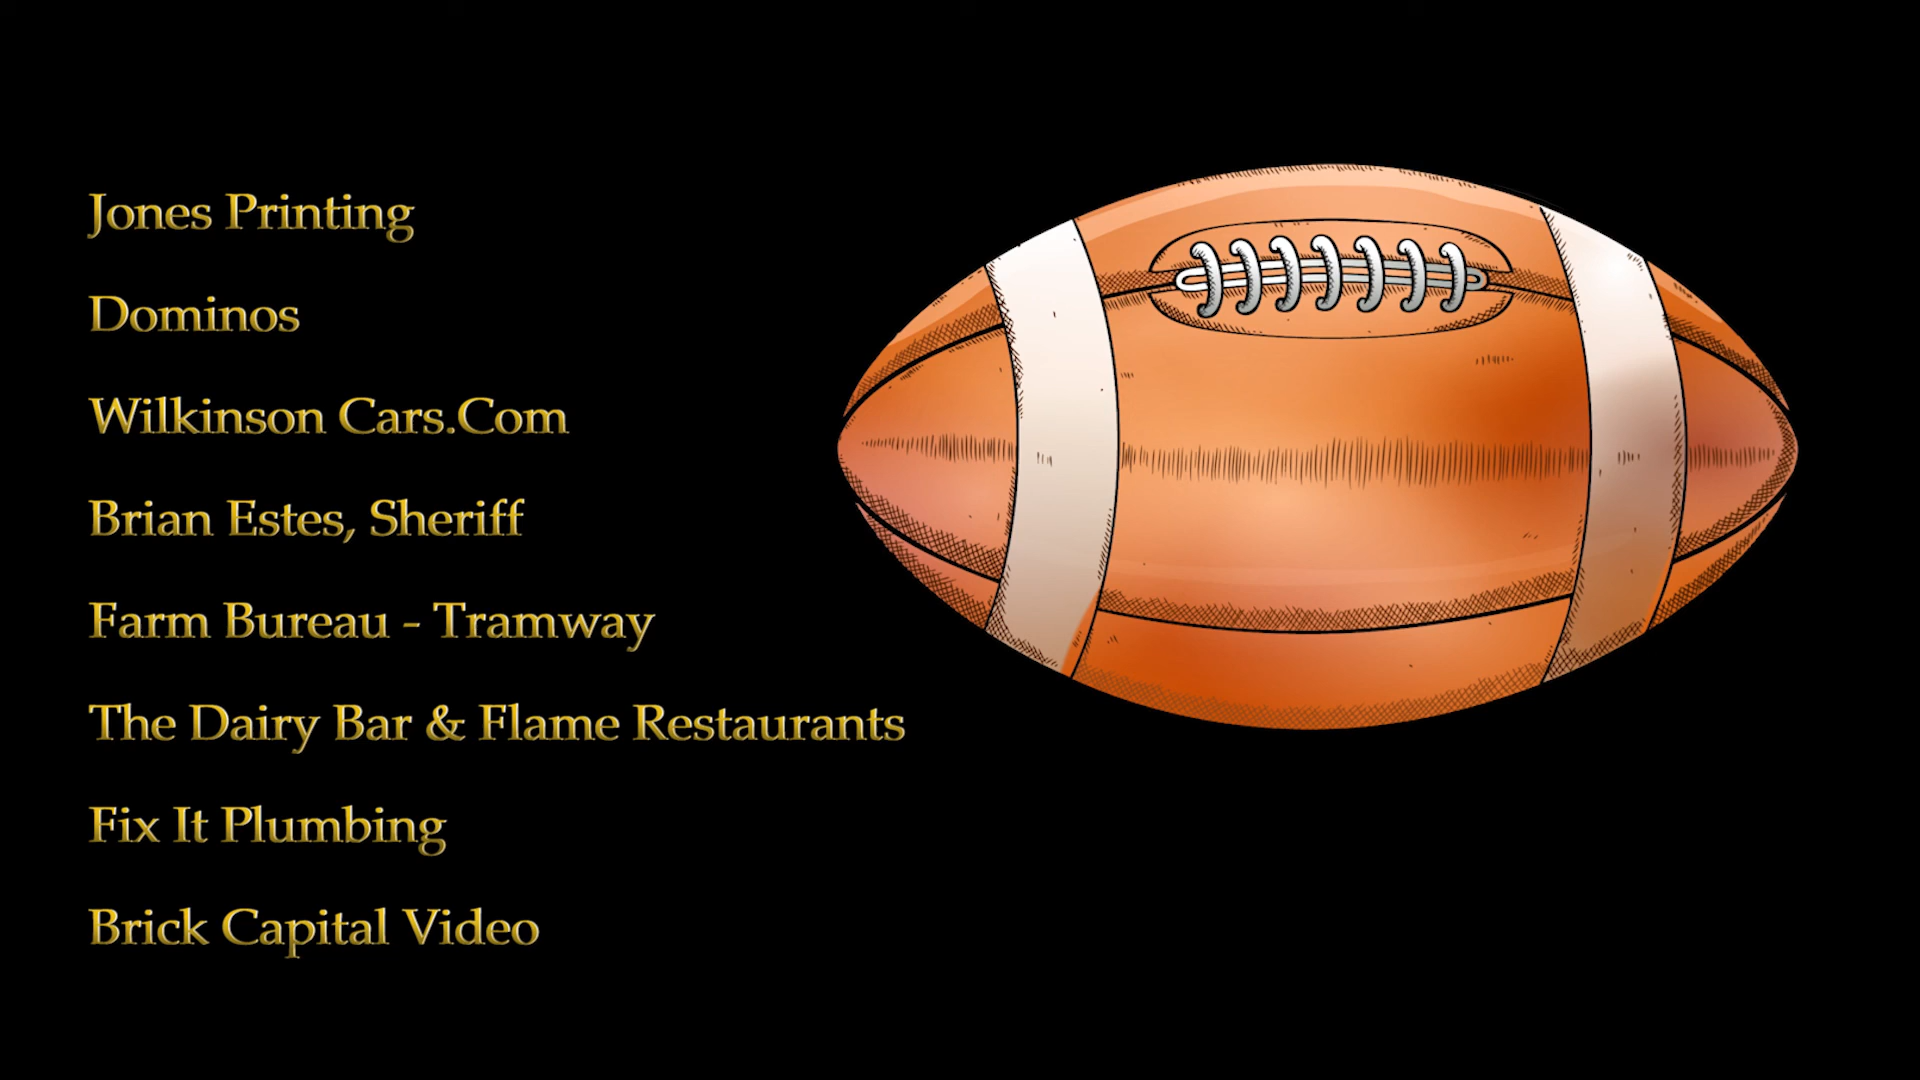 Jones Printing
Dominos
Wilkinson Cars.Com
Brian Estes, Sheriff
Farm Bureau - Tramway
The Dairy Bar & Flame Restaurants
Fix It Plumbing
Brick Capital Video